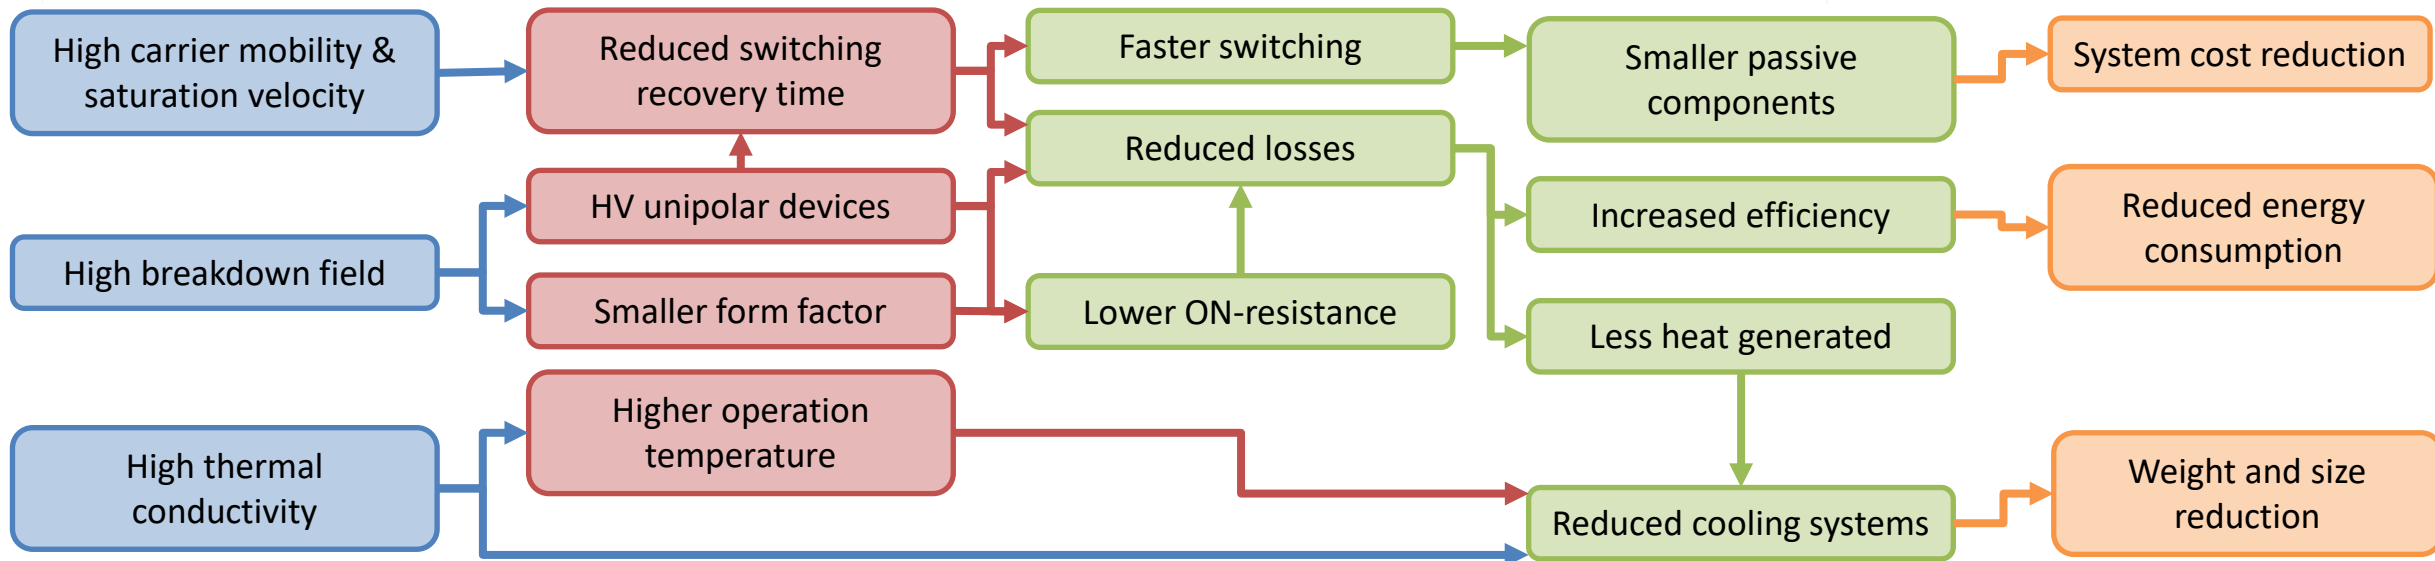 High carrier mobility &
saturation velocity
Reduced switching
recovery time
Faster switching
Smaller passive
components
System cost reduction
Reduced losses
HV unipolar devices
Increased efficiency
Reduced energy
consumption
High breakdown field
Smaller form factor
Lower ON-resistance
Less heat generated
Higher operation
temperature
High thermal
conductivity
Reduced cooling systems
Weight and size
reduction